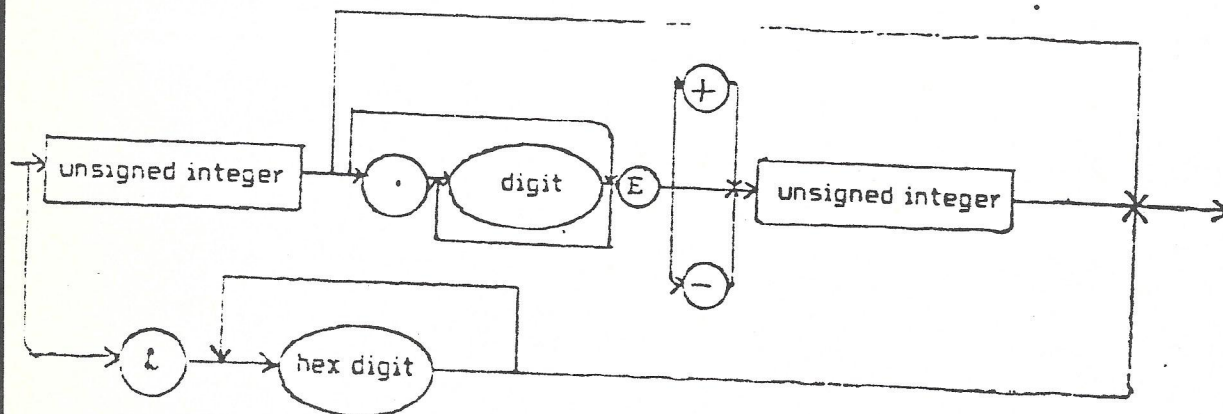 +
unsigned integer . digit E unsigned integer
-
£ hex digit